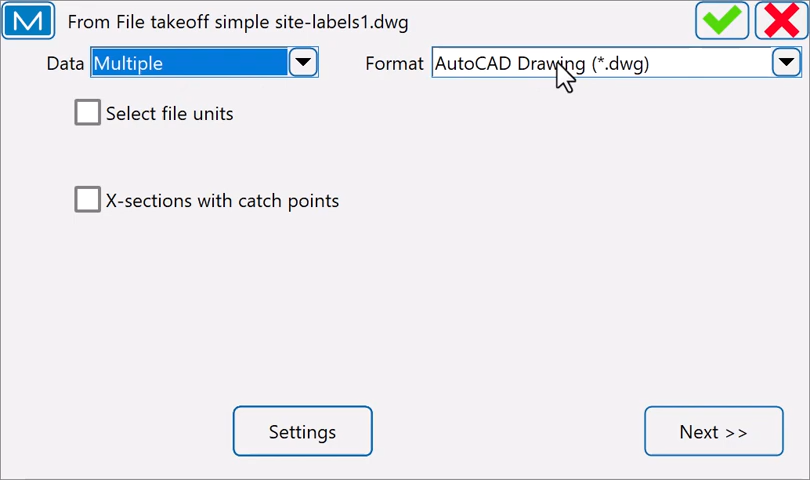 M From File takeoff simple site-labels1.dwg
Data Multiple Format AutoCAD Drawing (*.dwg)
Select file units
X-sections with catch points
Settings Next >>